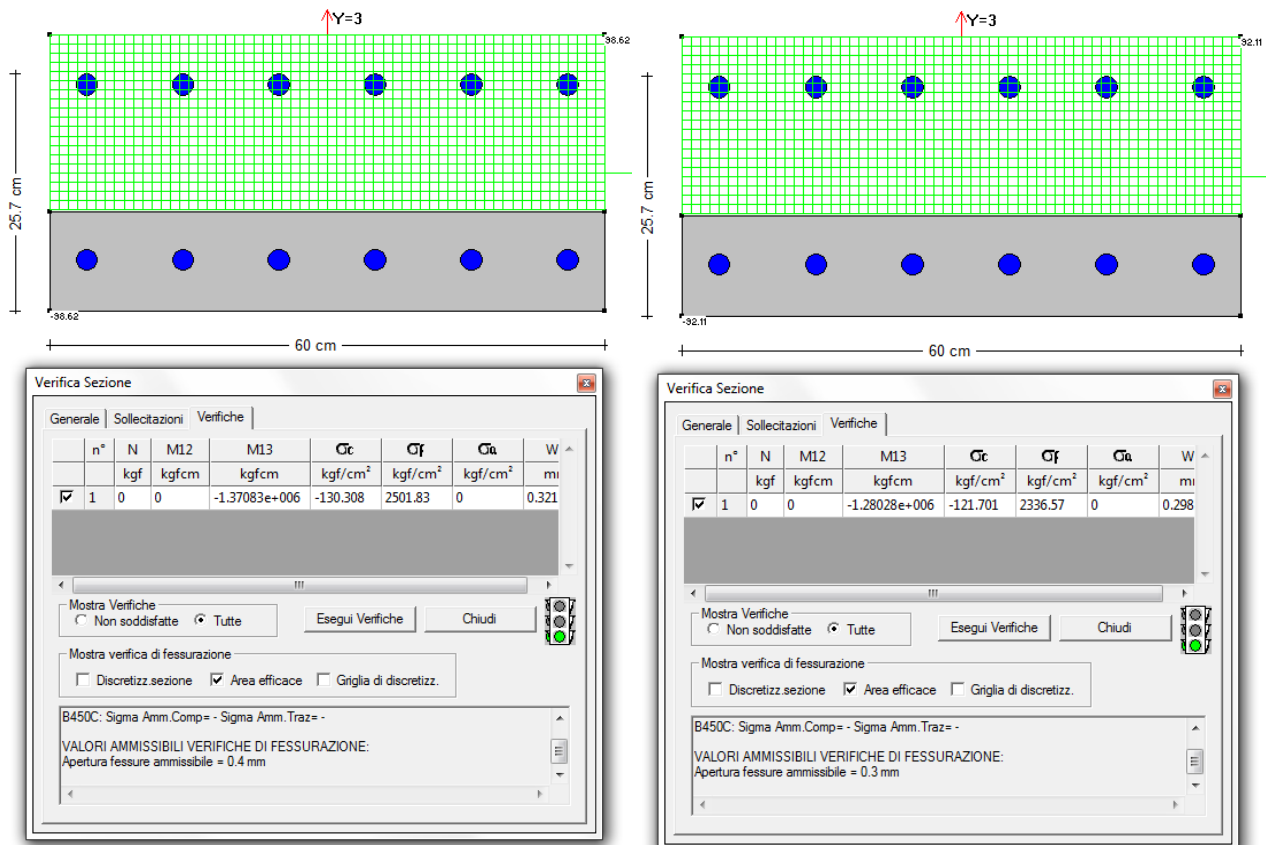 Y=3
98.62
25.7 cm
-98.62
60 cm
Verifica Sezione
Generale Sollecitazioni Verifiche
n° N M12 M13 σc σf σa W
kgf kgfcm kgfcm kgf/cm² kgf/cm² kgf/cm²
1 0 0 -1.37083e+006 -130.308 2501.83 0 0.321
Mostra Verifiche
Non soddisfatte Tutte
Esegui Verifiche
Chiudi
Mostra verifica di fessurazione
Discretizz.sezione Area efficace Griglia di discretizz.
B450C: Sigma Amm.Comp= - Sigma Amm.Traz= -
VALORI AMMISSIBILI VERIFICHE DI FESSURAZIONE:
Apertura fessure ammissibile = 0.4 mm
Y=3
92.11
25.7 cm
-92.11
60 cm
Verifica Sezione
Generale Sollecitazioni Verifiche
n° N M12 M13 σc σf σa W
kgf kgfcm kgfcm kgf/cm² kgf/cm² kgf/cm²
1 0 0 -1.28028e+006 -121.701 2336.57 0 0.298
Mostra Verifiche
Non soddisfatte Tutte
Esegui Verifiche
Chiudi
Mostra verifica di fessurazione
Discretizz.sezione Area efficace Griglia di discretizz.
B450C: Sigma Amm.Comp= - Sigma Amm.Traz= -
VALORI AMMISSIBILI VERIFICHE DI FESSURAZIONE:
Apertura fessure ammissibile = 0.3 mm